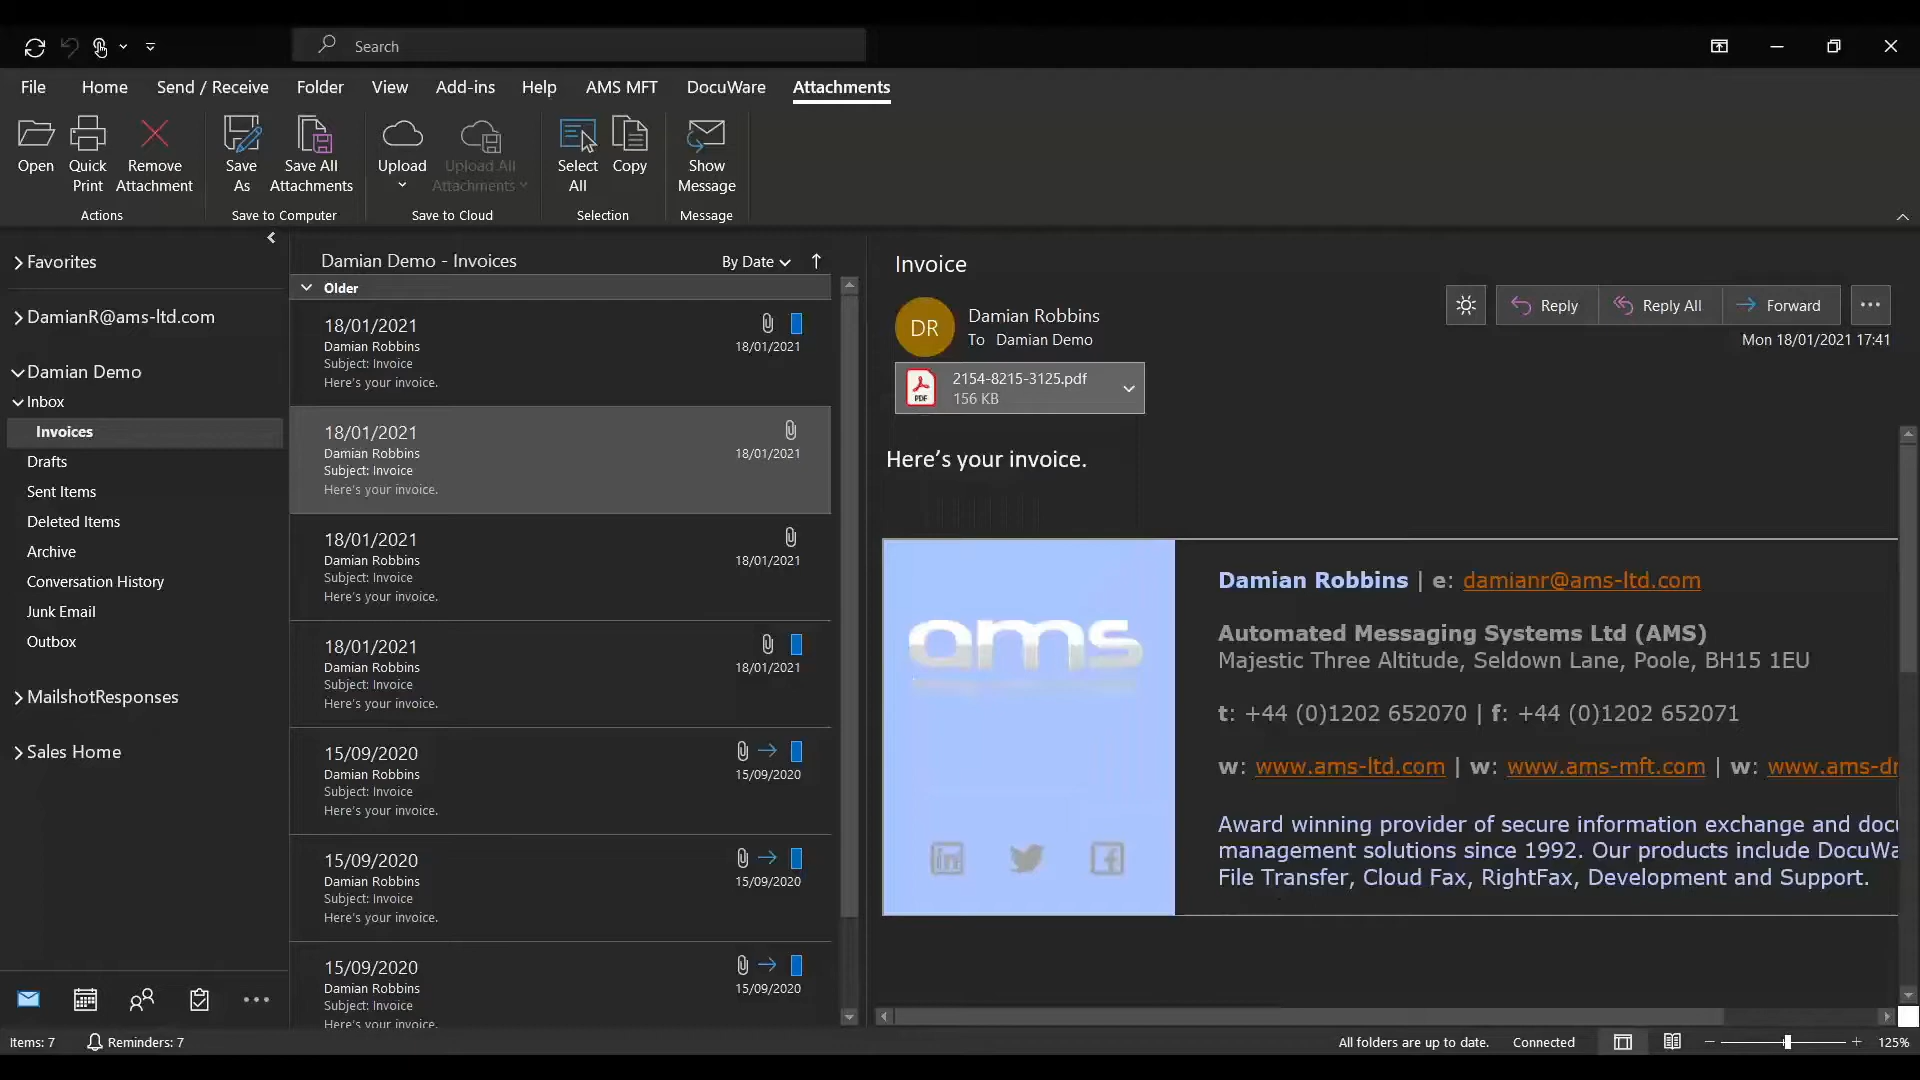 Search
File Home Send / Receive Folder View Add-ins Help AMS MFT DocuWare Attachments
Open
Quick Print
Remove Attachment
Save As
Save All Attachments
Upload
Upload All Attachments
Select All
Copy
Show Message
Actions Save to Computer Save to Cloud Selection Message
Favorites
DamianR@ams-ltd.com
Damian Demo
Inbox
Invoices
Drafts
Sent Items
Deleted Items
Archive
Conversation History
Junk Email
Outbox
MailshotResponses
Sales Home
Damian Demo - Invoices By Date
Older
18/01/2021
Damian Robbins 18/01/2021
Subject: Invoice
Here's your invoice.
18/01/2021
Damian Robbins 18/01/2021
Subject: Invoice
Here's your invoice.
18/01/2021
Damian Robbins 18/01/2021
Subject: Invoice
Here's your invoice.
18/01/2021
Damian Robbins 18/01/2021
Subject: Invoice
Here's your invoice.
15/09/2020
Damian Robbins 15/09/2020
Subject: Invoice
Here's your invoice.
15/09/2020
Damian Robbins 15/09/2020
Subject: Invoice
Here's your invoice.
15/09/2020
Damian Robbins 15/09/2020
Subject: Invoice
Here's your invoice.
Invoice
DR
Damian Robbins
To Damian Demo
Reply Reply All Forward
Mon 18/01/2021 17:41
PDF
2154-8215-3125.pdf
156 KB
Here's your invoice.
ams
in f
Damian Robbins | e: damianr@ams-ltd.com
Automated Messaging Systems Ltd (AMS)
Majestic Three Altitude, Seldown Lane, Poole, BH15 1EU
t: +44 (0)1202 652070 | f: +44 (0)1202 652071
w: www.ams-ltd.com | w: www.ams-mft.com | w: www.ams-dr
Award winning provider of secure information exchange and docu
management solutions since 1992. Our products include DocuWa
File Transfer, Cloud Fax, RightFax, Development and Support.
Items: 7 Reminders: 7 All folders are up to date. Connected 125%